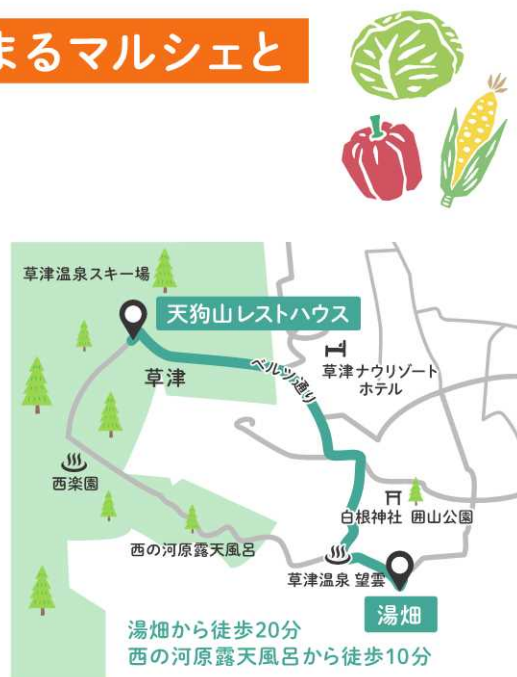 まるマルシェと
草津温泉スキー場
天狗山レストハウス
草津
ベルツ通り
草津ナウリゾート
ホテル
西楽園
白根神社 囲山公園
西の河原露天風呂
草津温泉 望雲
湯畑
湯畑から徒歩20分
西の河原露天風呂から徒歩10分